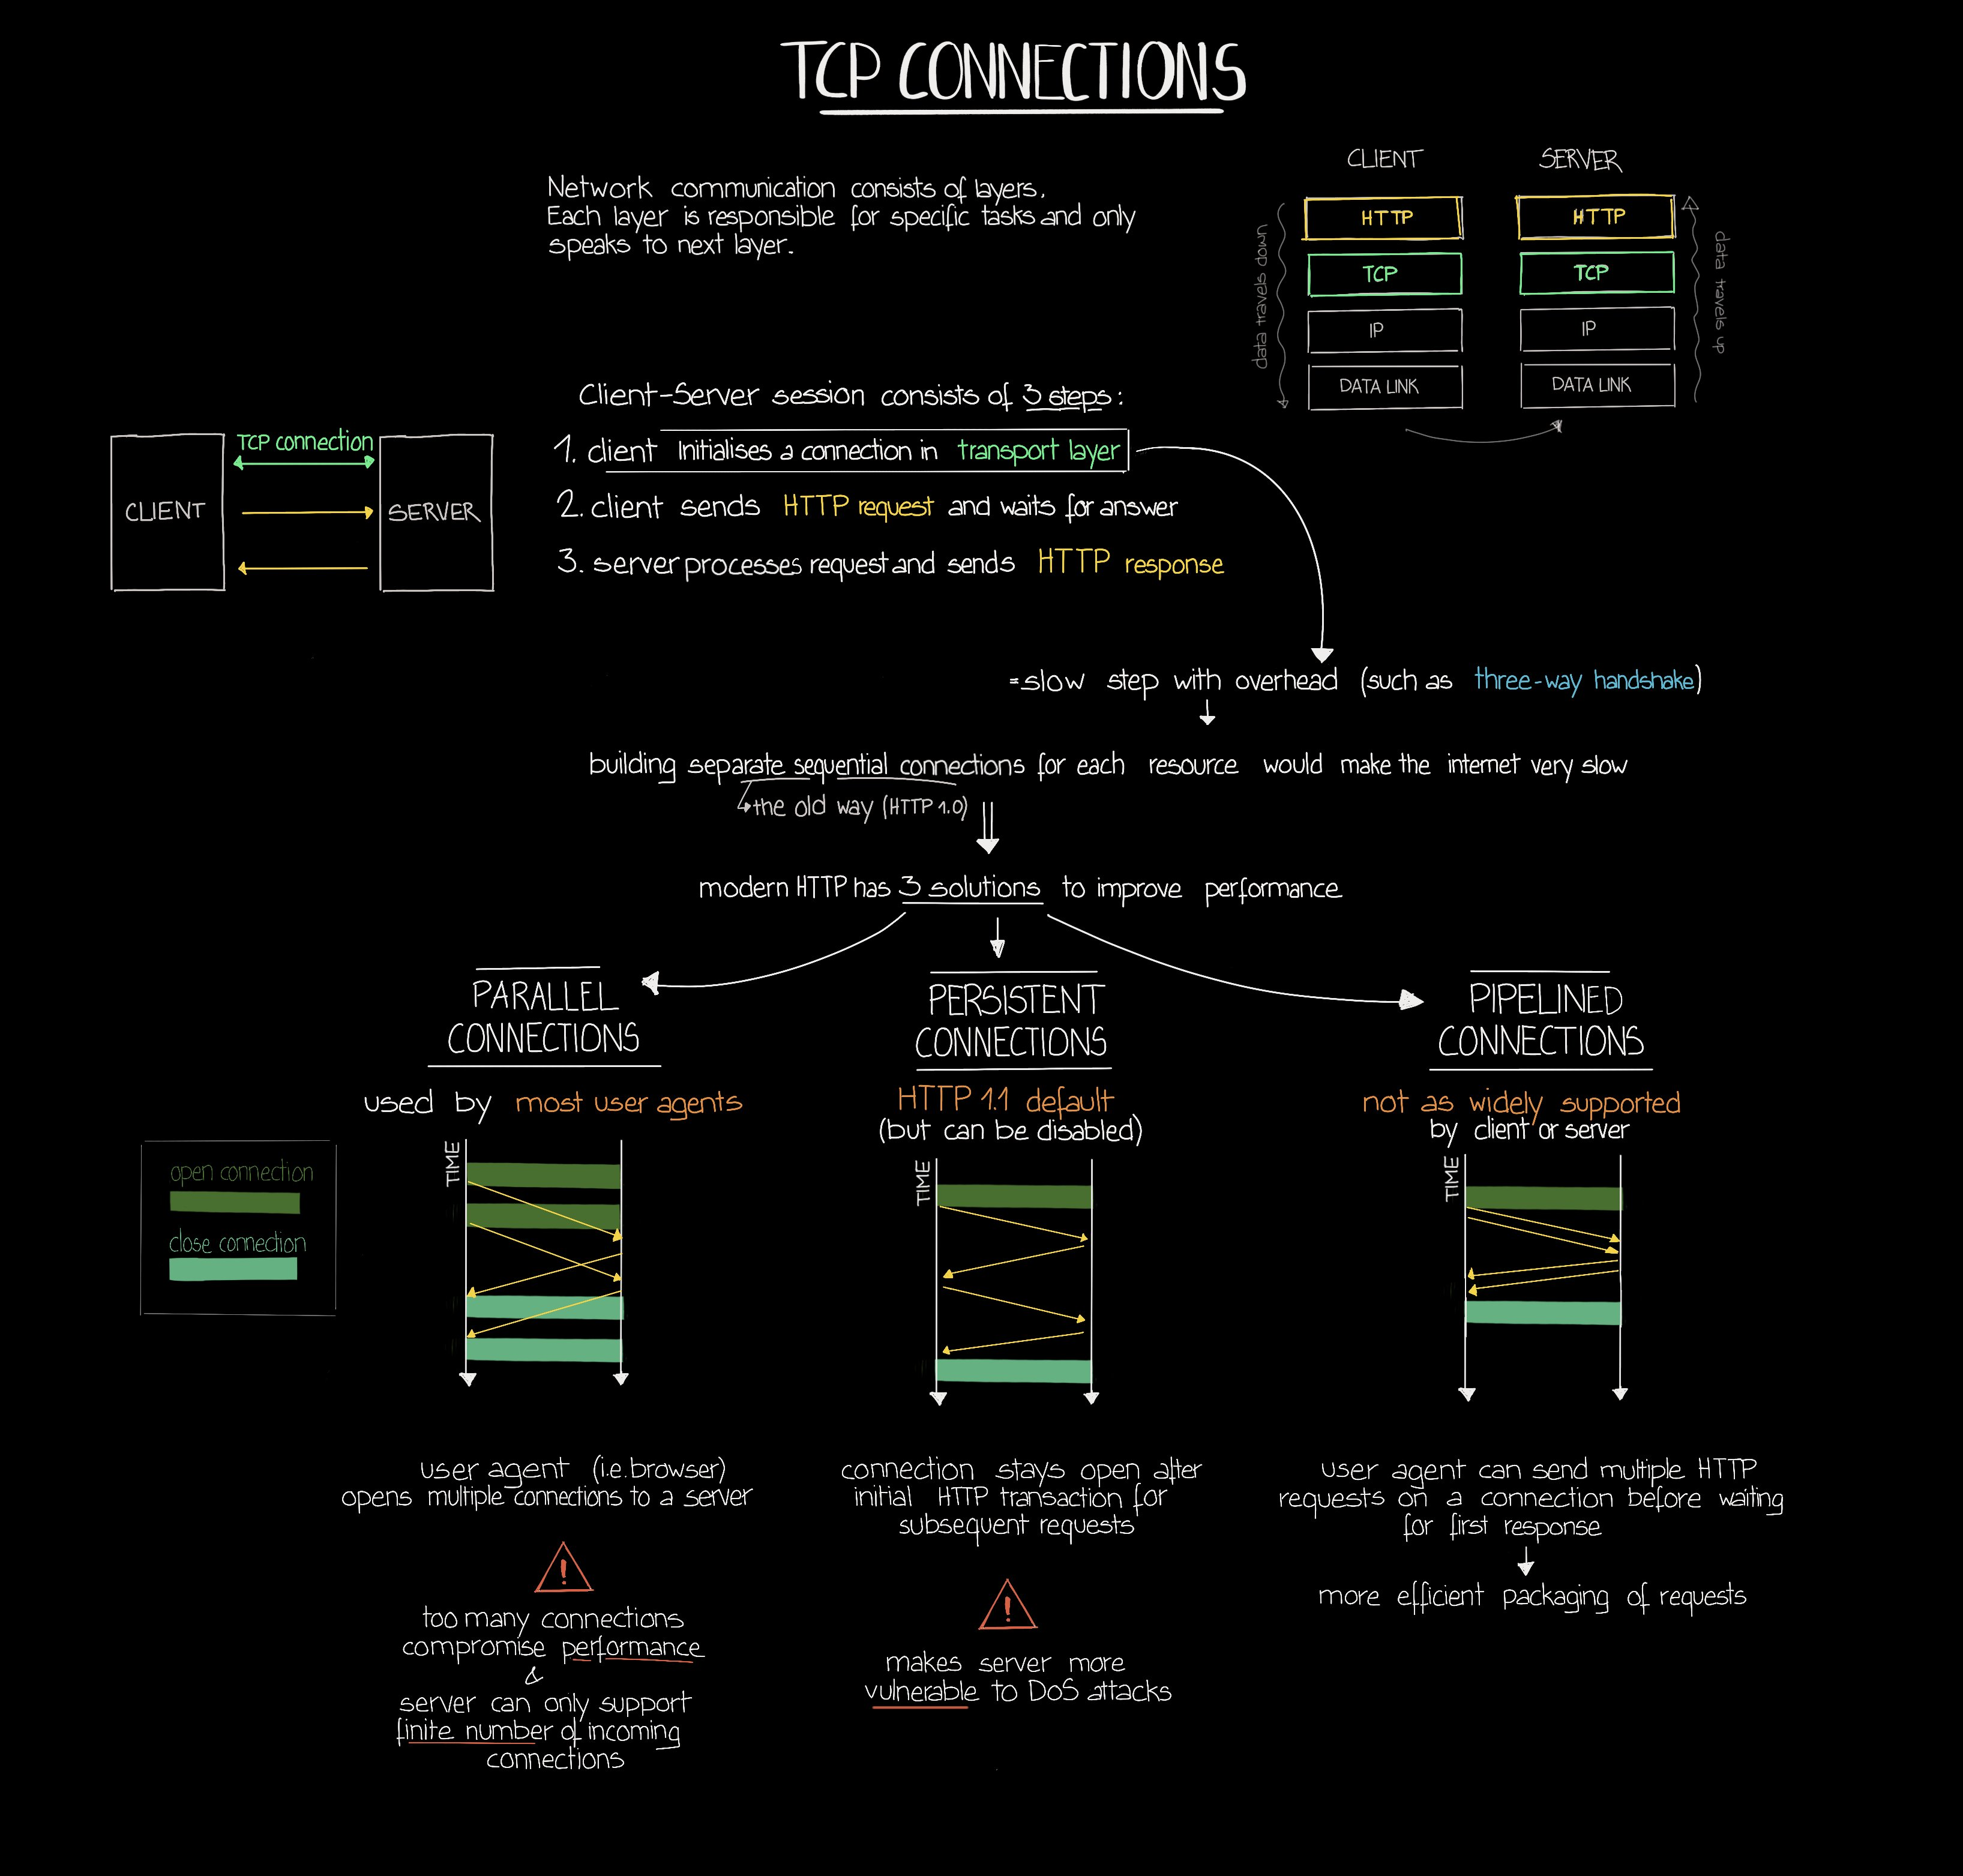 TCP CONNECTIONS
Network communication consists of layers.
Each layer is responsible for specific tasks and only
speaks to next layer.
CLIENT
SERVER
HTTP
HTTP
TCP
TCP
IP
IP
DATA LINK
DATA LINK
data travels down
data travels up
Client-Server session consists of 3 steps:
1. client Initialises a connection in transport layer
2. client sends HTTP request and waits for answer
3. server processes request and sends HTTP response
CLIENT
TCP connection
SERVER
=slow step with overhead (such as three-way handshake)
building separate sequential connections for each resource would make the internet very slow
the old way (HTTP 1.0)
modern HTTP has 3 solutions to improve performance
PARALLEL
CONNECTIONS
used by most user agents
TIME
user agent (i.e. browser)
opens multiple connections to a server
!
too many connections
compromise performance
&
server can only support
finite number of incoming
connections
PERSISTENT
CONNECTIONS
HTTP 1.1 default
(but can be disabled)
TIME
connection stays open after
initial HTTP transaction for
subsequent requests
!
makes server more
vulnerable to DoS attacks
PIPELINED
CONNECTIONS
not as widely supported
by client or server
TIME
user agent can send multiple HTTP
requests on a connection before waiting
for first response
more efficient packaging of requests
open connection
close connection